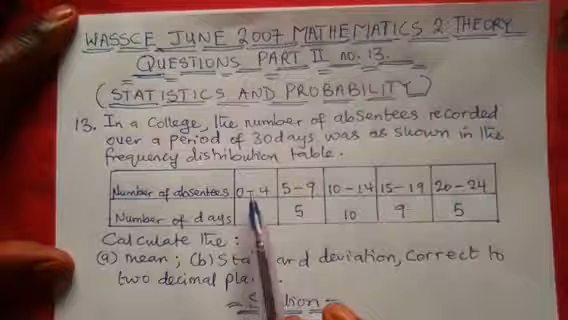 WASSCE JUNE 2007 MATHEMATICS 2 THEORY
QUESTIONS PART II no. 13.
(STATISTICS AND PROBABILITY)
13. In a College, the number of absentees recorded
over a period of 30 days was as shown in the
frequency distribution table.
Number of absentees 0-4 5-9 10-14 15-19 20-24
Number of days 5 10 9 5
Calculate the:
(a) mean; (b) deviation, correct to
two decimal